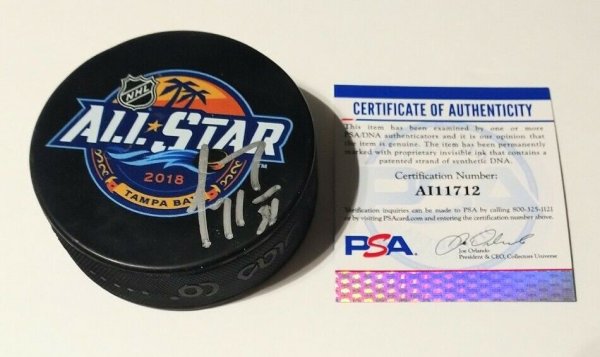 NHL
ALL STAR
2018
TAMPA BAY
CERTIFICATE OF AUTHENTICITY
This item has been examined by one or more
PSA/DNA authenticators and it is our opinion that
the item is genuine. The item has been permanently
marked with proprietary invisible ink that contains a
patented strand of synthetic DNA.
Certification Number:
AI11712
Verification inquiries can be made to PSA by calling 800-325-1121
or by visiting PSAcard.com and entering the certification number above.
PSA
Joe Orlando
President & CEO, Collectors Universe